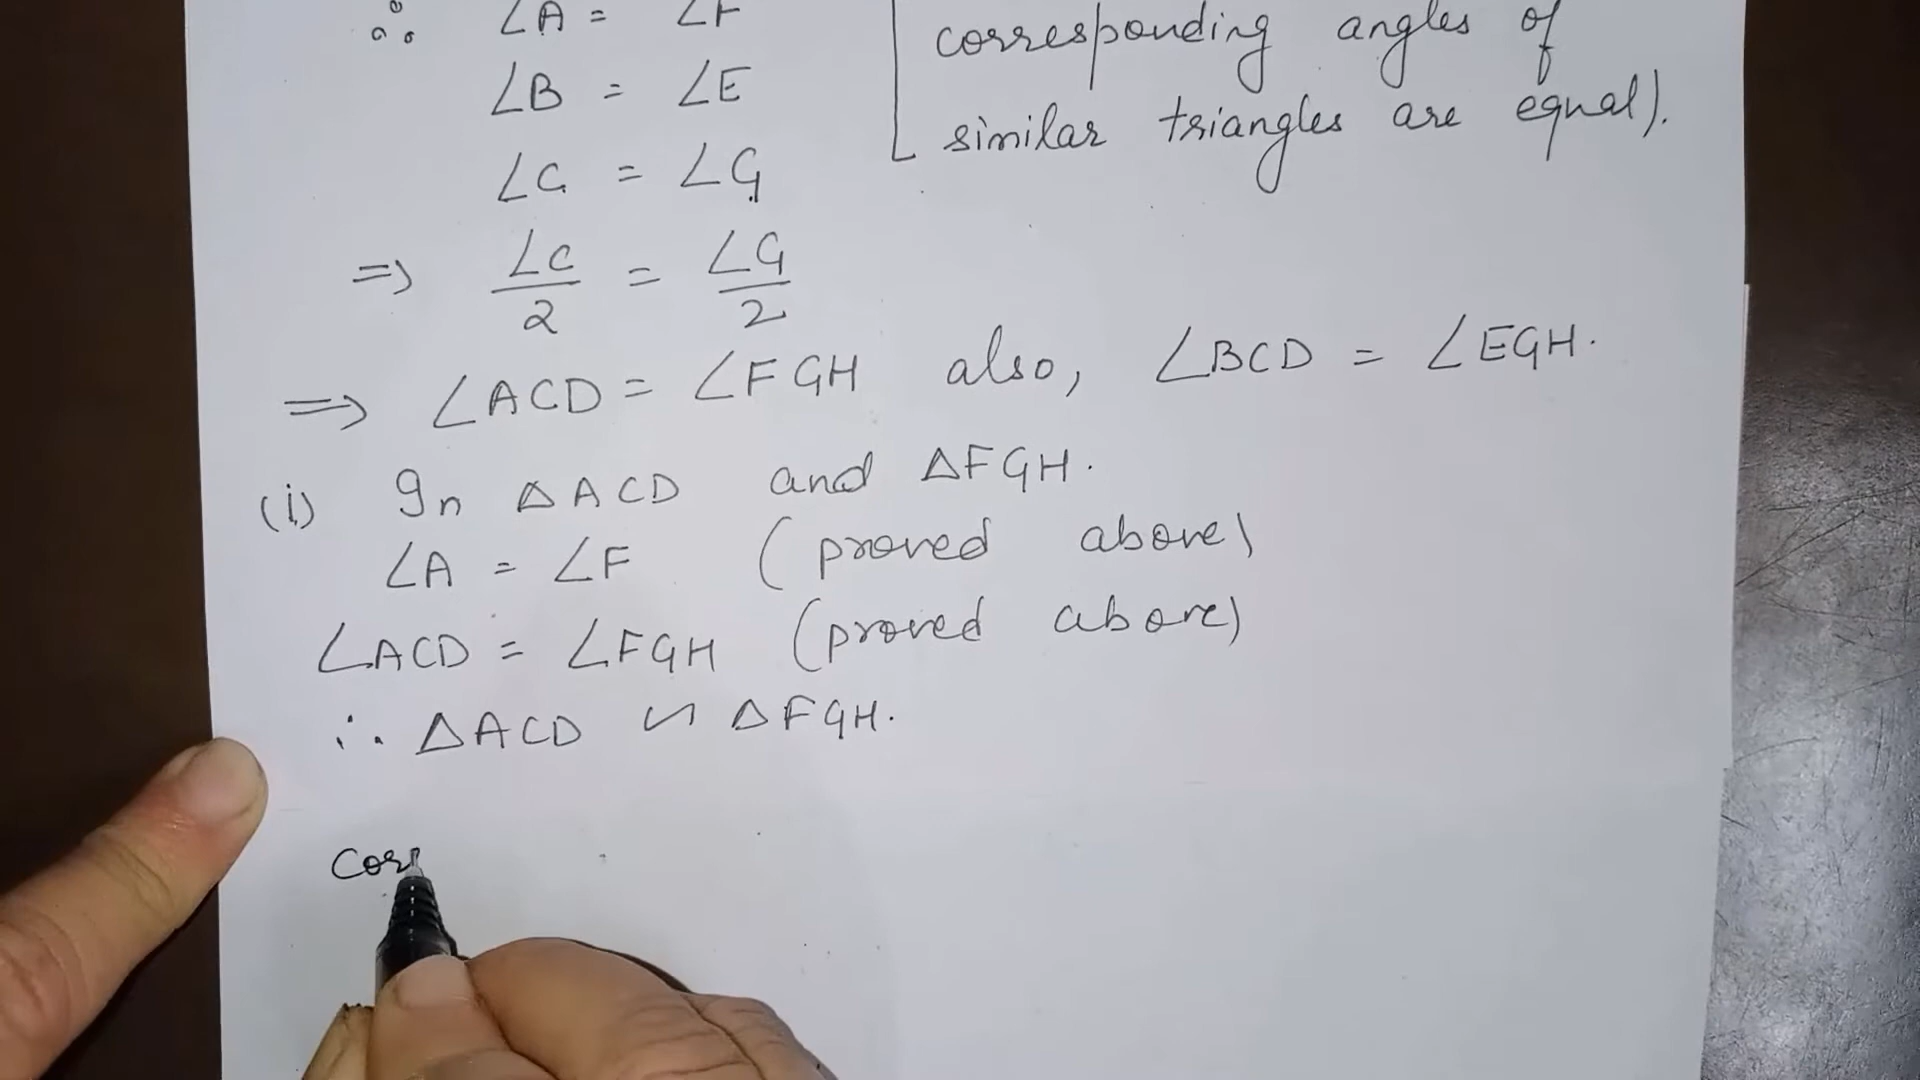 ∴ ∠A = ∠F
∠B = ∠E
∠C = ∠G
[corresponding angles of
similar triangles are equal).
⇒ ∠C/2 = ∠G/2
⇒ ∠ACD = ∠FGH also, ∠BCD = ∠EGH.
(i) In △ACD and △FGH.
∠A = ∠F (proved above)
∠ACD = ∠FGH (proved above)
∴ △ACD ∽ △FGH.
Corr